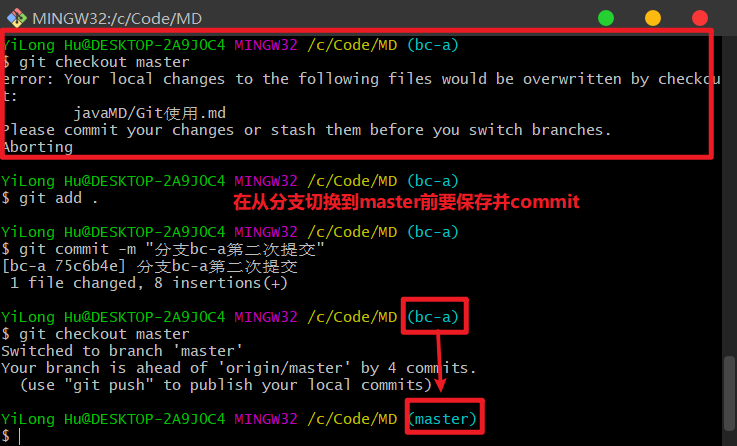 MINGW32:/c/Code/MD
YiLong Hu@DESKTOP-2A9JOC4 MINGW32 /c/Code/MD (bc-a)
$ git checkout master
error: Your local changes to the following files would be overwritten by checkou
t:
javaMD/Git使用.md
Please commit your changes or stash them before you switch branches.
Aborting
YiLong Hu@DESKTOP-2A9JOC4 MINGW32 /c/Code/MD (bc-a)
$ git add .
在从分支切换到master前要保存并commit
YiLong Hu@DESKTOP-2A9JOC4 MINGW32 /c/Code/MD (bc-a)
$ git commit -m "分支bc-a第二次提交"
[bc-a 75c6b4e] 分支bc-a第二次提交
1 file changed, 8 insertions(+)
YiLong Hu@DESKTOP-2A9JOC4 MINGW32 /c/Code/MD (bc-a)
$ git checkout master
Switched to branch 'master'
Your branch is ahead of 'origin/master' by 4 commits.
(use "git push" to publish your local commits)
YiLong Hu@DESKTOP-2A9JOC4 MINGW32 /c/Code/MD (master)
$